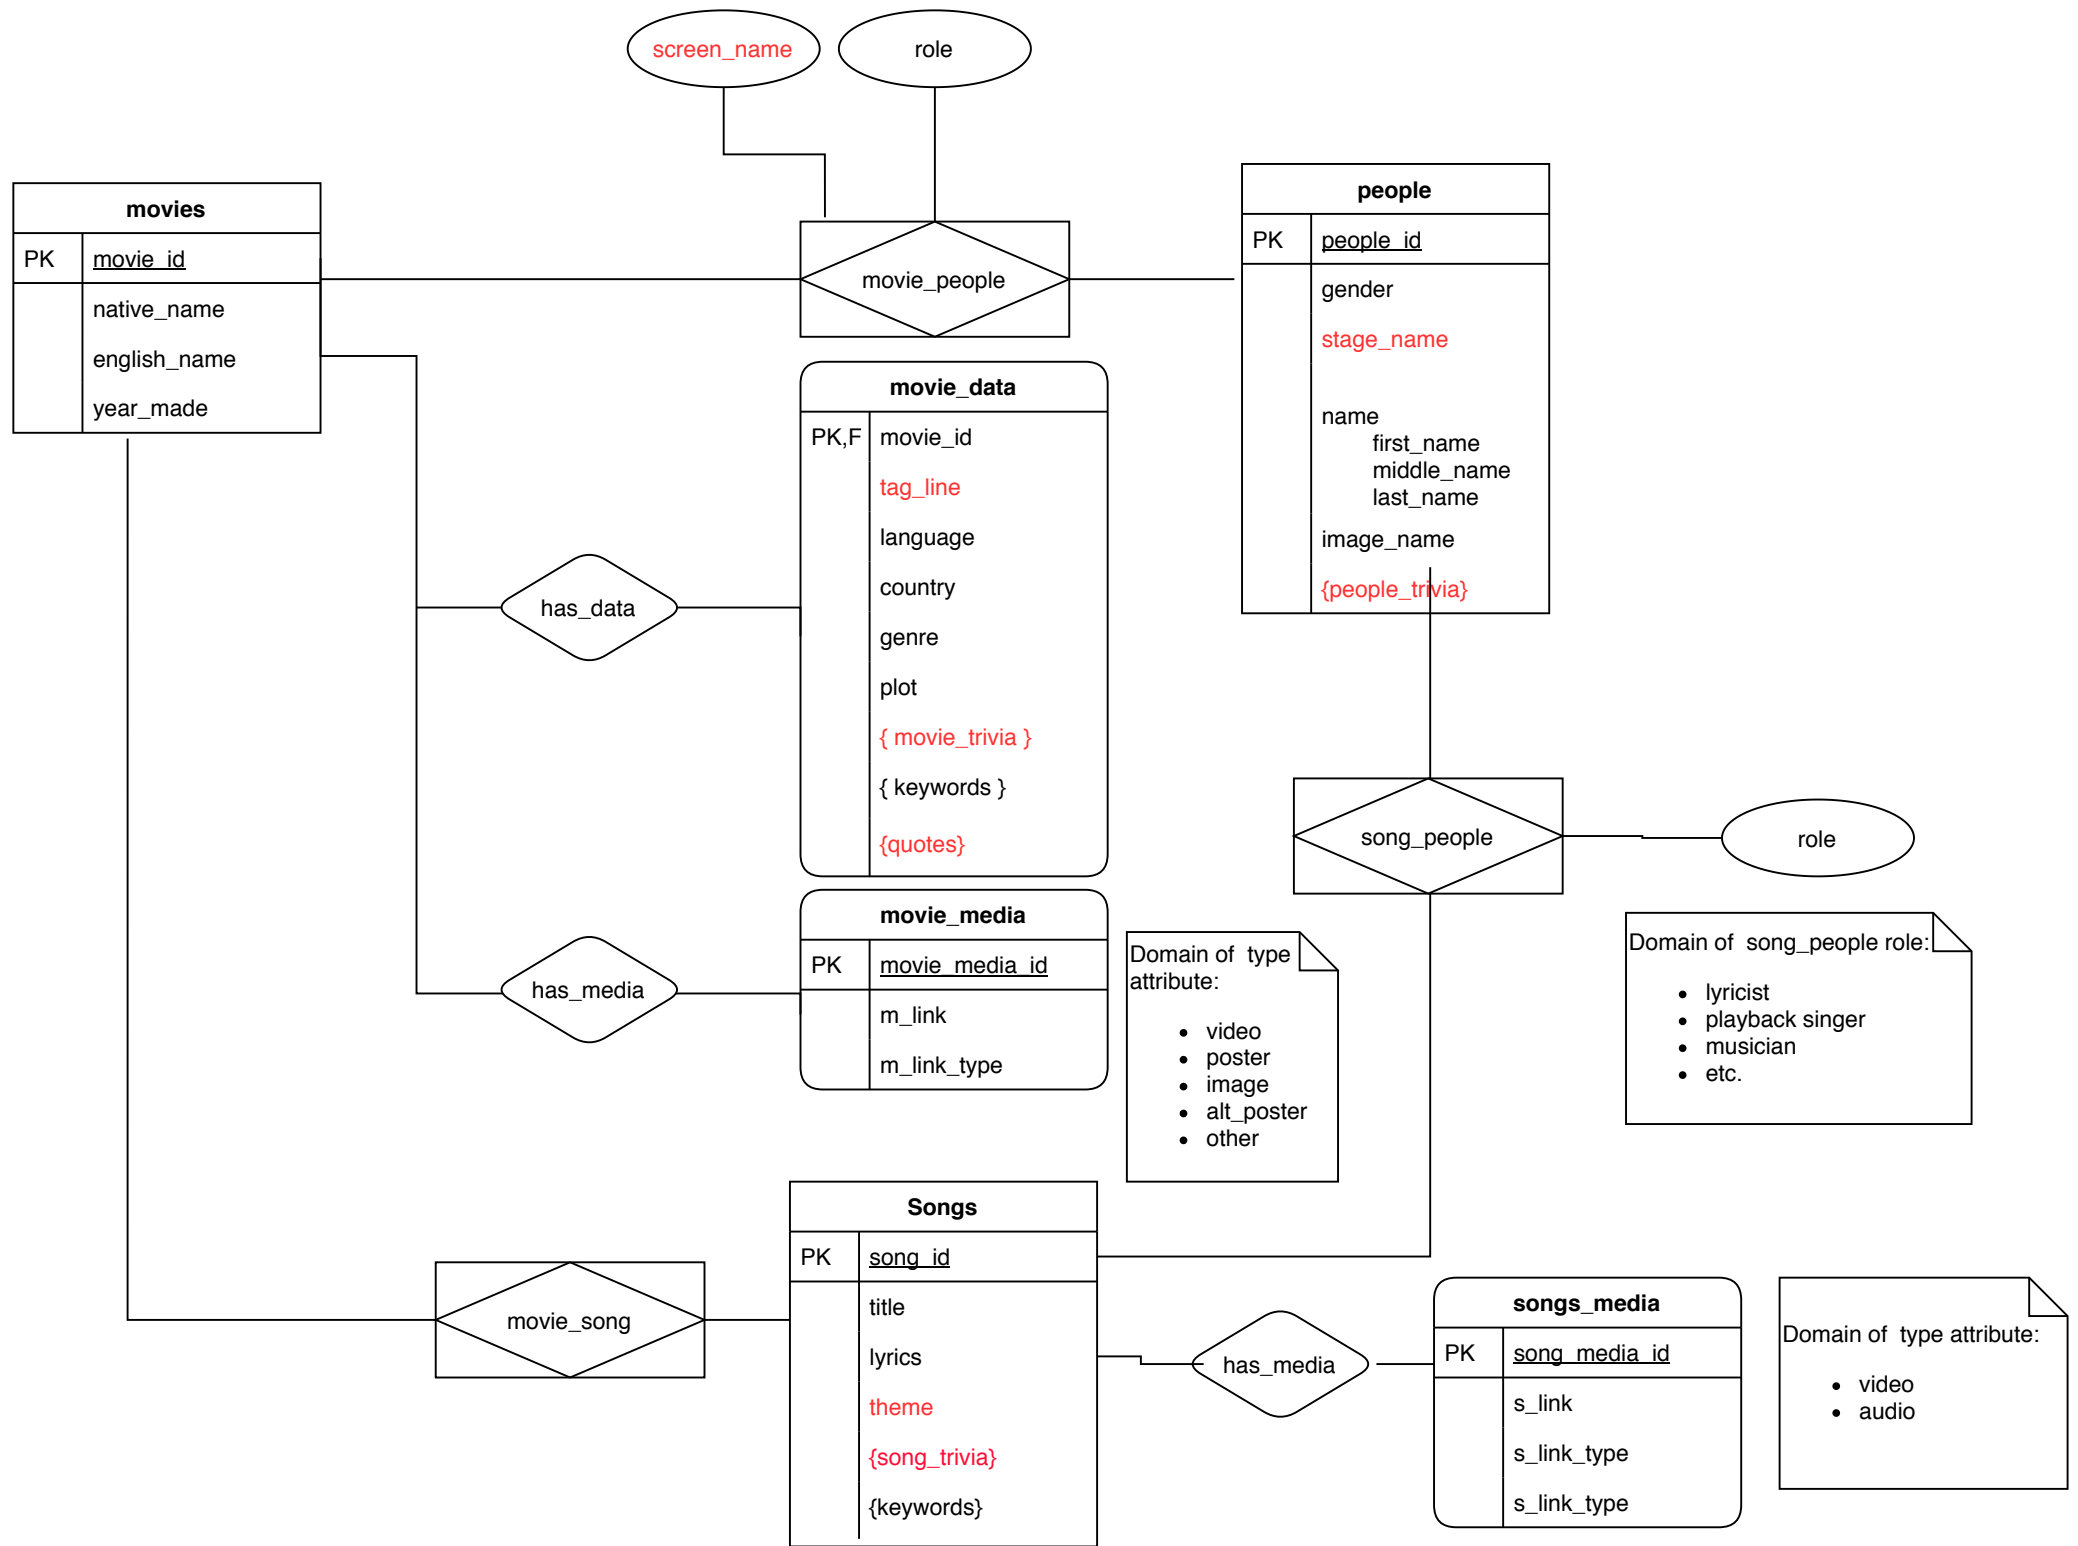 screen_name
role
movies
PK movie_id
native_name
english_name
year_made
movie_people
people
PK people_id
gender
stage_name
name
first_name
middle_name
last_name
image_name
{people_trivia}
movie_data
PK,F movie_id
tag_line
language
country
genre
plot
{ movie_trivia }
{ keywords }
{quotes}
has_data
song_people
role
movie_media
PK movie_media_id
m_link
m_link_type
has_media
Domain of type
attribute:
• video
• poster
• image
• alt_poster
• other
Domain of song_people role:
• lyricist
• playback singer
• musician
• etc.
Songs
PK song_id
title
lyrics
theme
{song_trivia}
{keywords}
movie_song
has_media
songs_media
PK song_media_id
s_link
s_link_type
s_link_type
Domain of type attribute:
• video
• audio